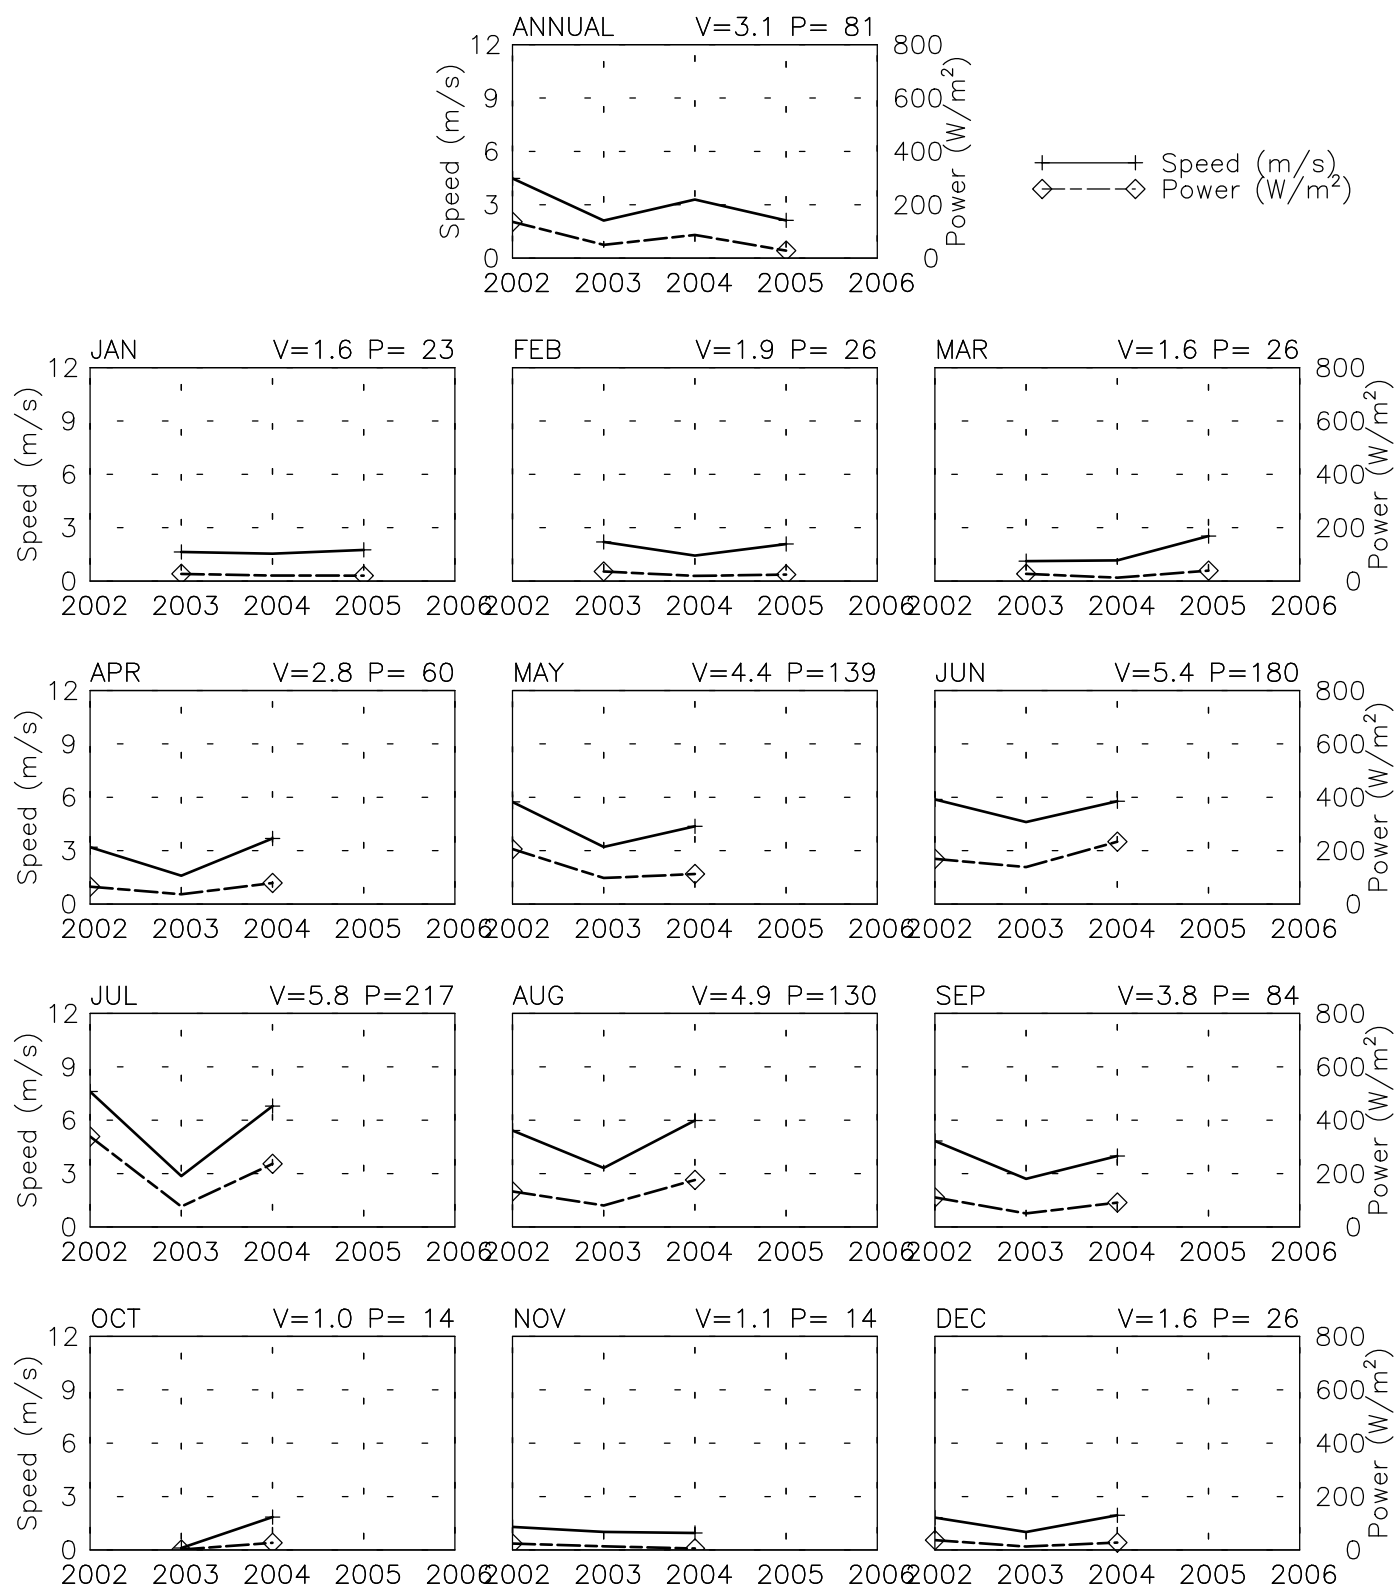 ANNUAL V=3.1 P= 81
12 800
9 600
6 400
3 200
0 0
Speed (m/s)
Power (W/m²)
2002 2003 2004 2005 2006
Speed (m/s)
Power (W/m²)
JAN V=1.6 P= 23 FEB V=1.9 P= 26 MAR V=1.6 P= 26
12 800
9 600
6 400
3 200
0 0
Speed (m/s)
Power (W/m²)
2002 2003 2004 2005 2006 2002 2003 2004 2005 2006 2002 2003 2004 2005 2006
APR V=2.8 P= 60 MAY V=4.4 P=139 JUN V=5.4 P=180
12 800
9 600
6 400
3 200
0 0
Speed (m/s)
Power (W/m²)
2002 2003 2004 2005 2006 2002 2003 2004 2005 2006 2002 2003 2004 2005 2006
JUL V=5.8 P=217 AUG V=4.9 P=130 SEP V=3.8 P= 84
12 800
9 600
6 400
3 200
0 0
Speed (m/s)
Power (W/m²)
2002 2003 2004 2005 2006 2002 2003 2004 2005 2006 2002 2003 2004 2005 2006
OCT V=1.0 P= 14 NOV V=1.1 P= 14 DEC V=1.6 P= 26
12 800
9 600
6 400
3 200
0 0
Speed (m/s)
Power (W/m²)
2002 2003 2004 2005 2006 2002 2003 2004 2005 2006 2002 2003 2004 2005 2006